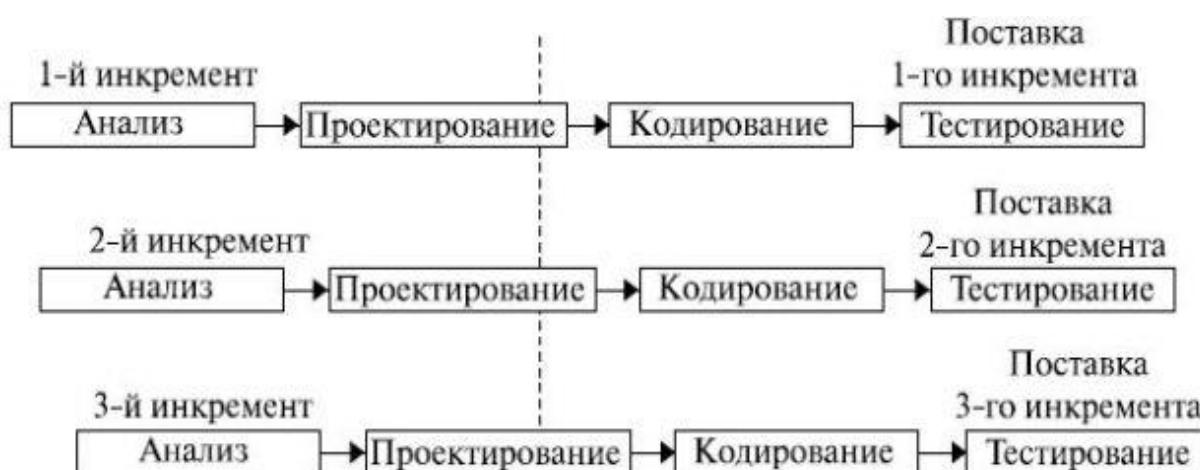 1-й инкремент
Поставка
1-го инкремента
Анализ
Проектирование
Кодирование
Тестирование
2-й инкремент
Поставка
2-го инкремента
Анализ
Проектирование
Кодирование
Тестирование
3-й инкремент
Поставка
3-го инкремента
Анализ
Проектирование
Кодирование
Тестирование